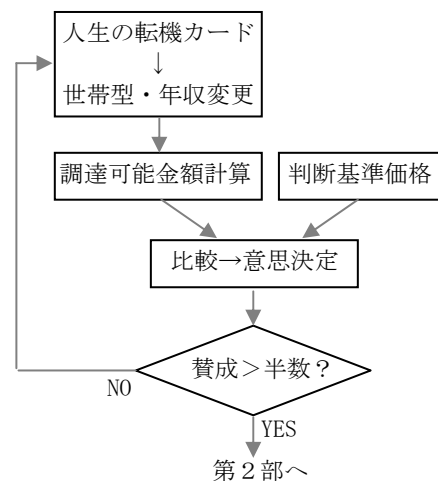 人生の転機カード
↓
世帯型・年収変更
調達可能金額計算
判断基準価格
比較→意思決定
賛成＞半数？
NO
YES
第２部へ